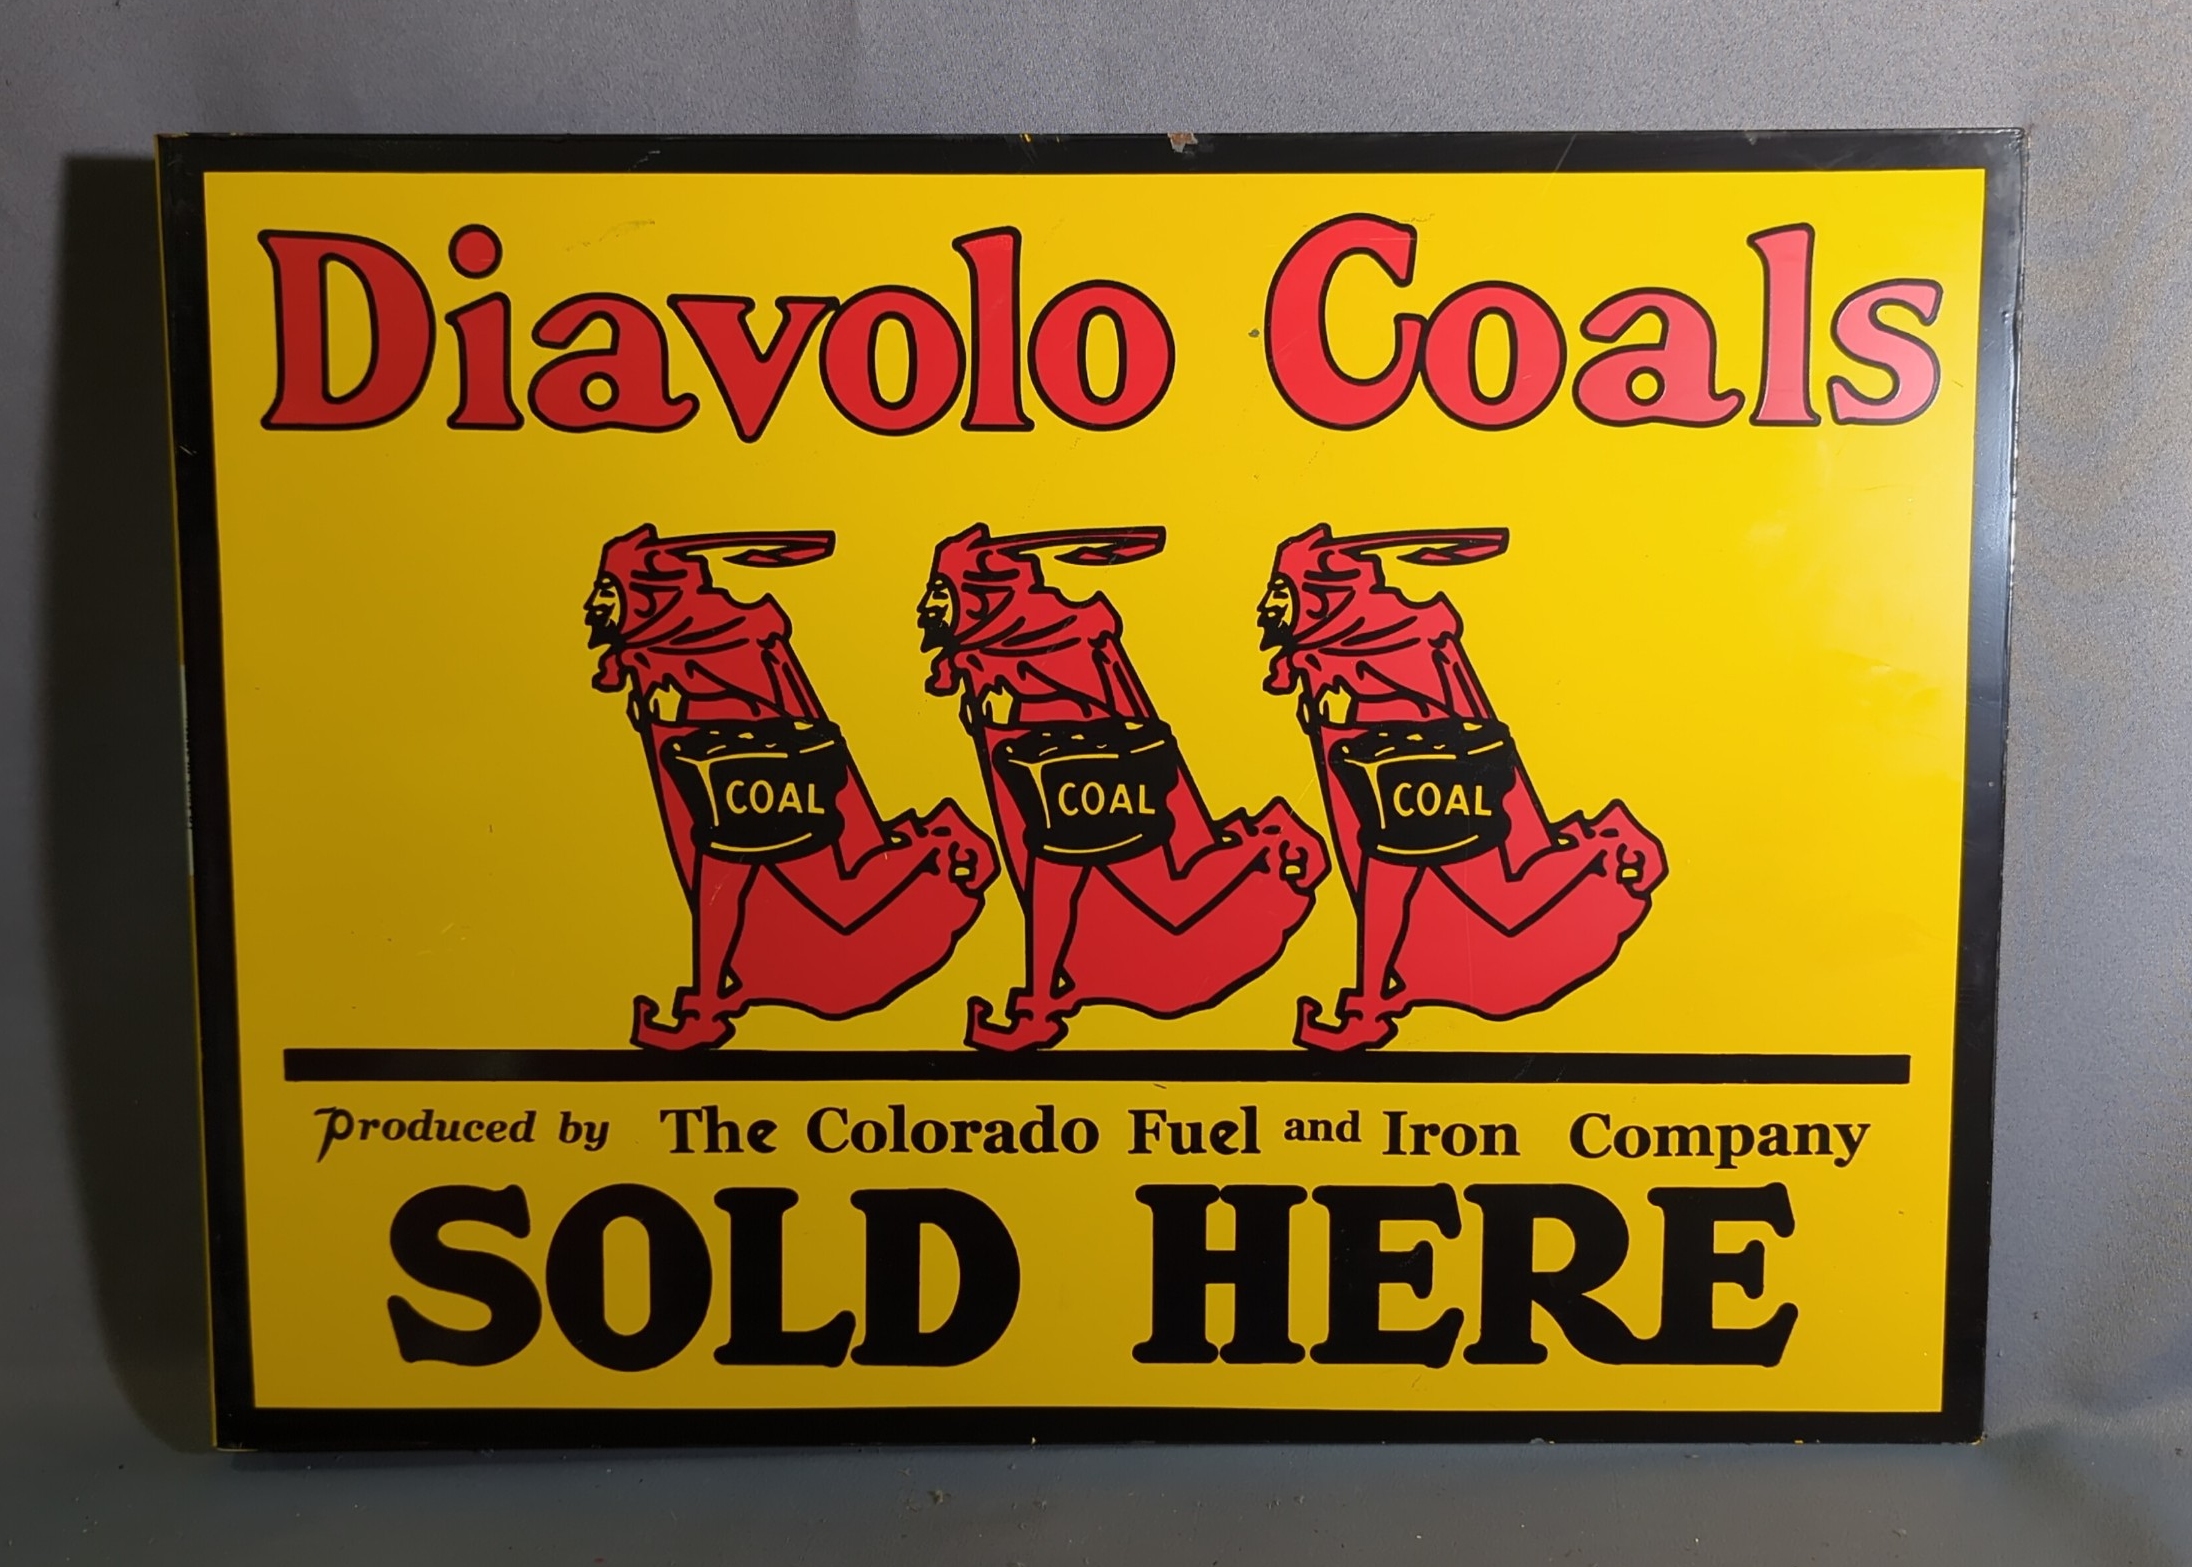 Diavolo Coals
COAL COAL COAL
Produced by The Colorado Fuel and Iron Company
SOLD HERE